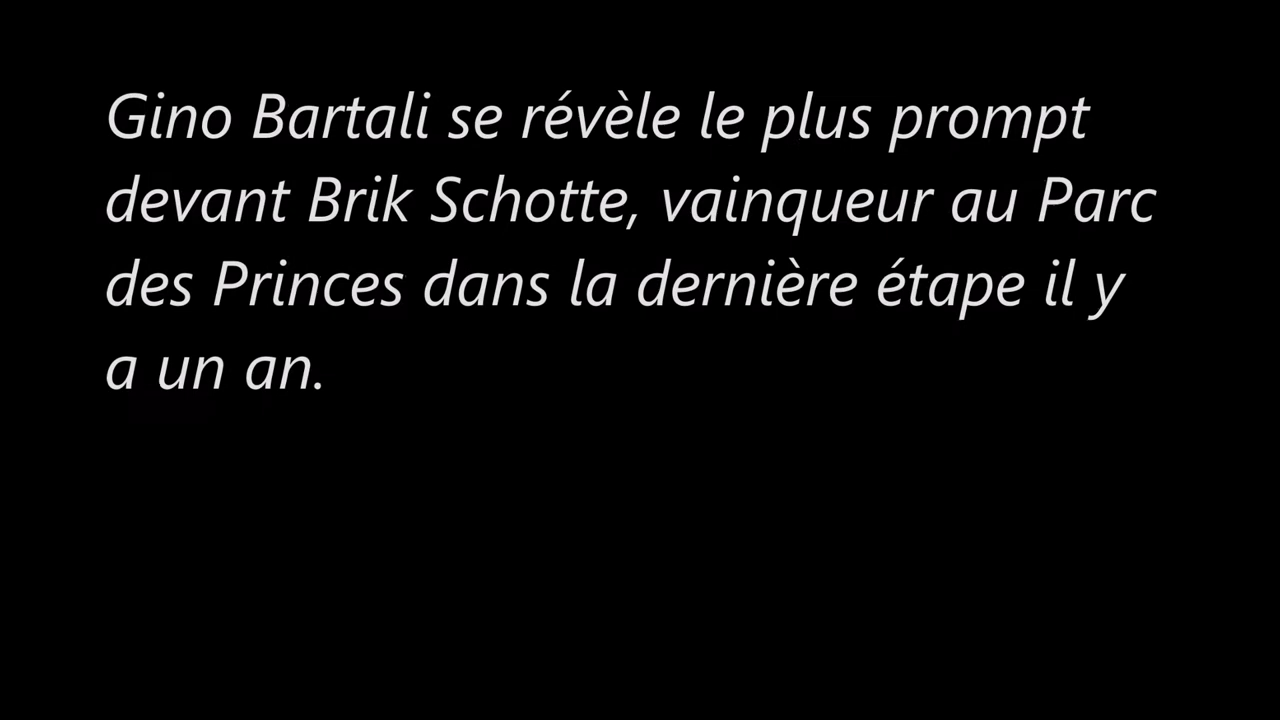 Gino Bartali se révèle le plus prompt
devant Brik Schotte, vainqueur au Parc
des Princes dans la dernière étape il y
a un an.